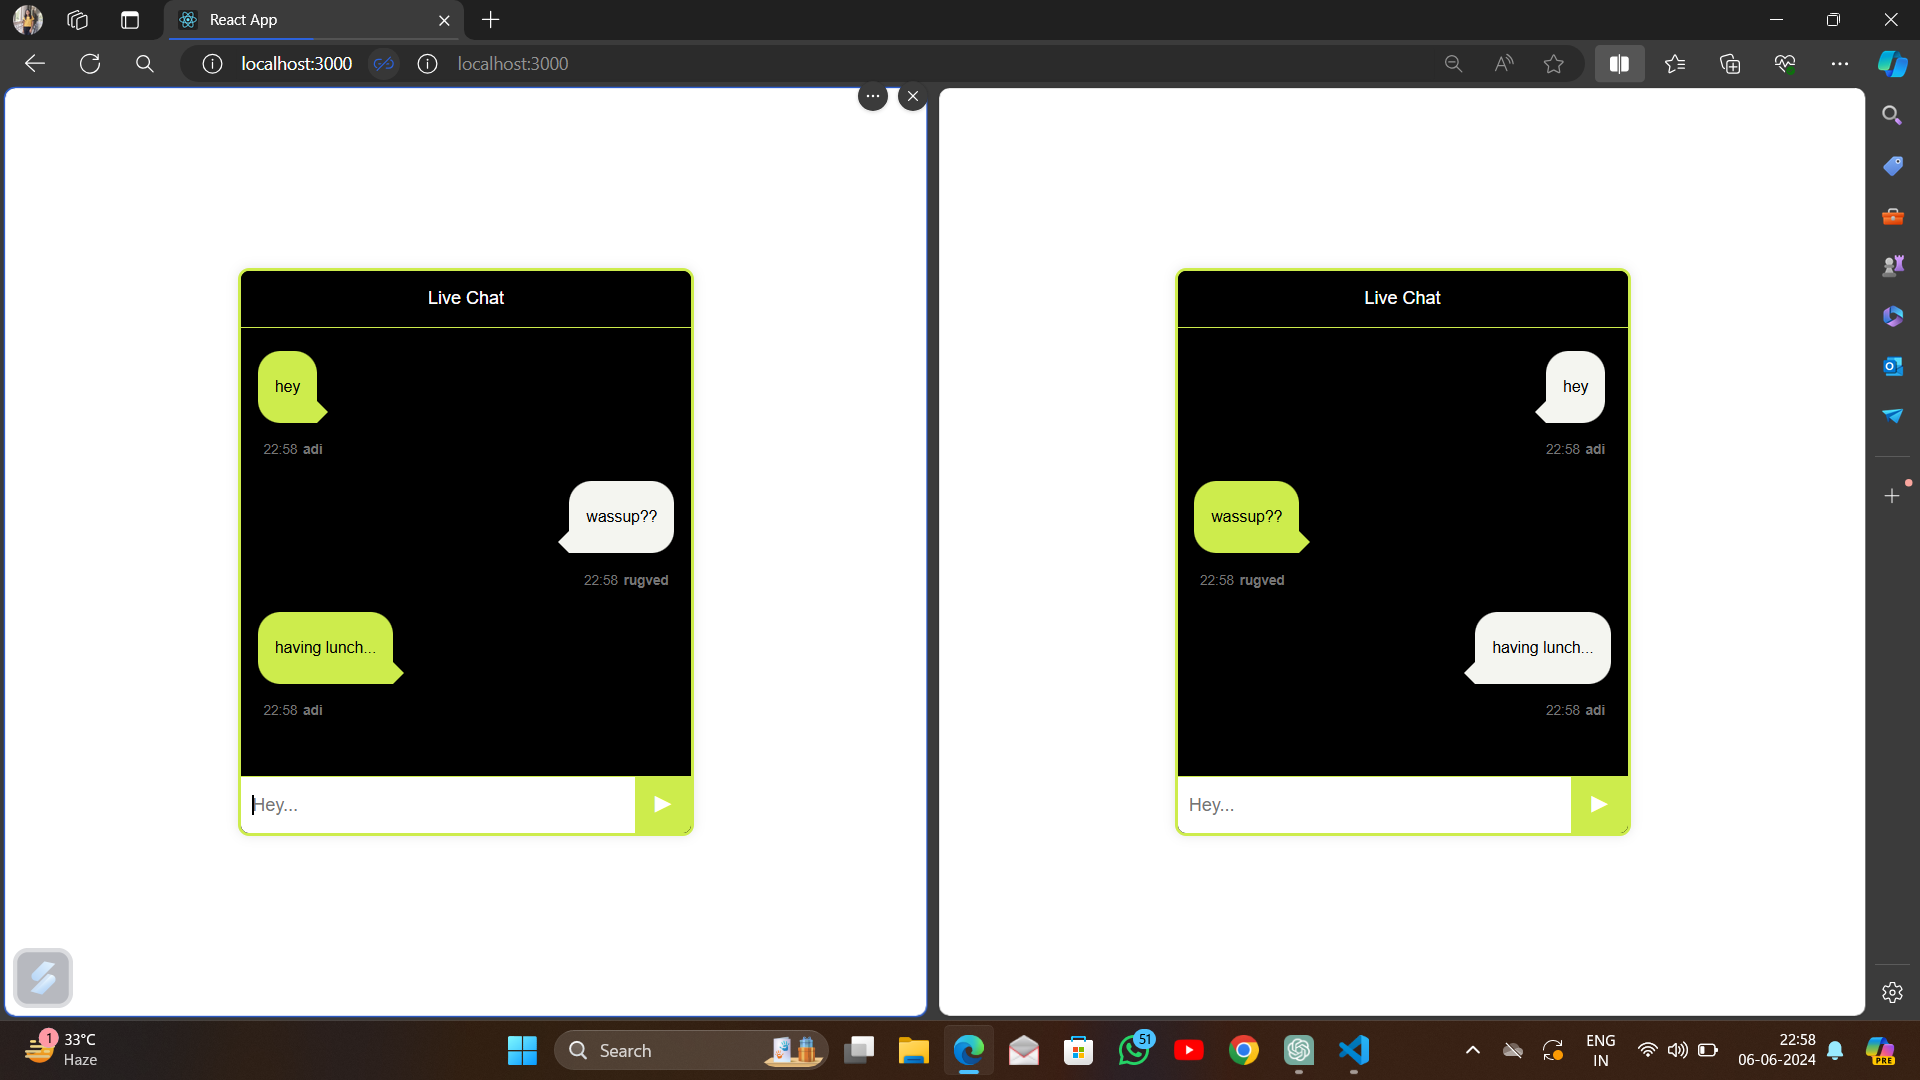 React App
localhost:3000
localhost:3000
Live Chat
hey
22:58 adi
wassup??
22:58 rugved
having lunch...
22:58 adi
Hey...
Live Chat
hey
22:58 adi
wassup??
22:58 rugved
having lunch...
22:58 adi
Hey...
1
33°C
Haze
Search
51
ENG
IN
22:58
06-06-2024
PRE